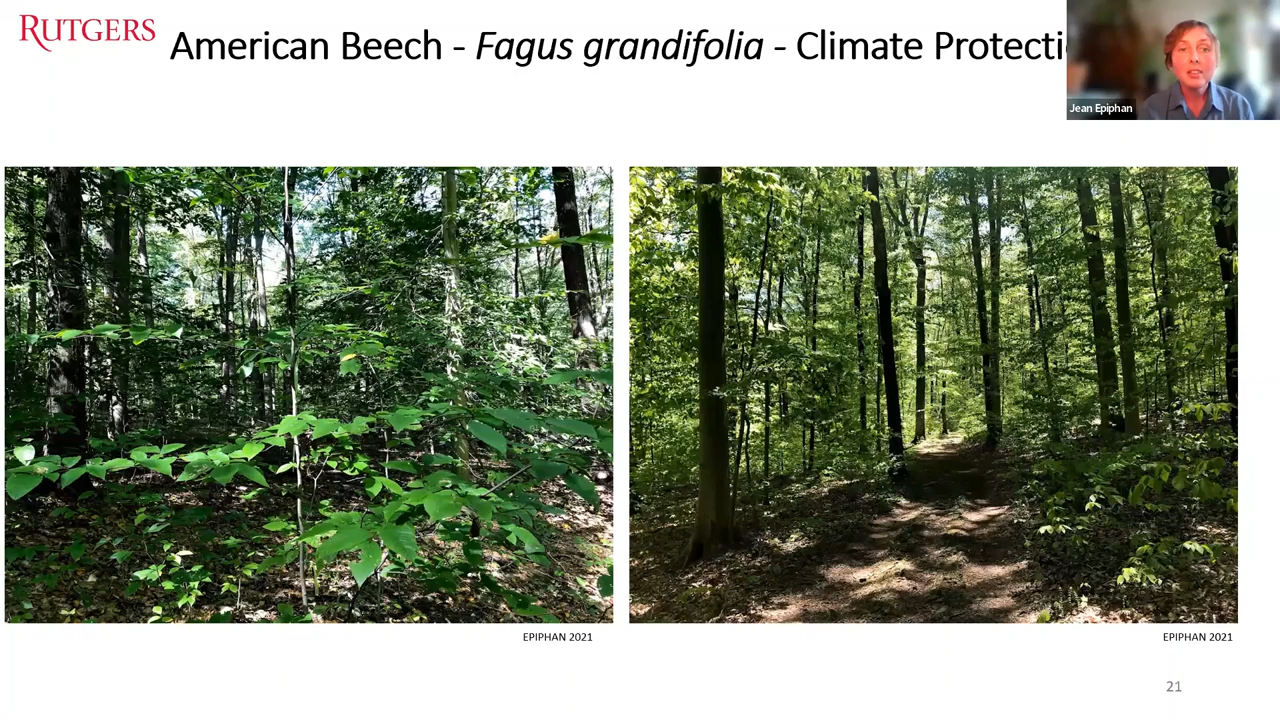 RUTGERS
American Beech - Fagus grandifolia - Climate Protecti
Jean Epiphan
EPIPHAN 2021
EPIPHAN 2021
21